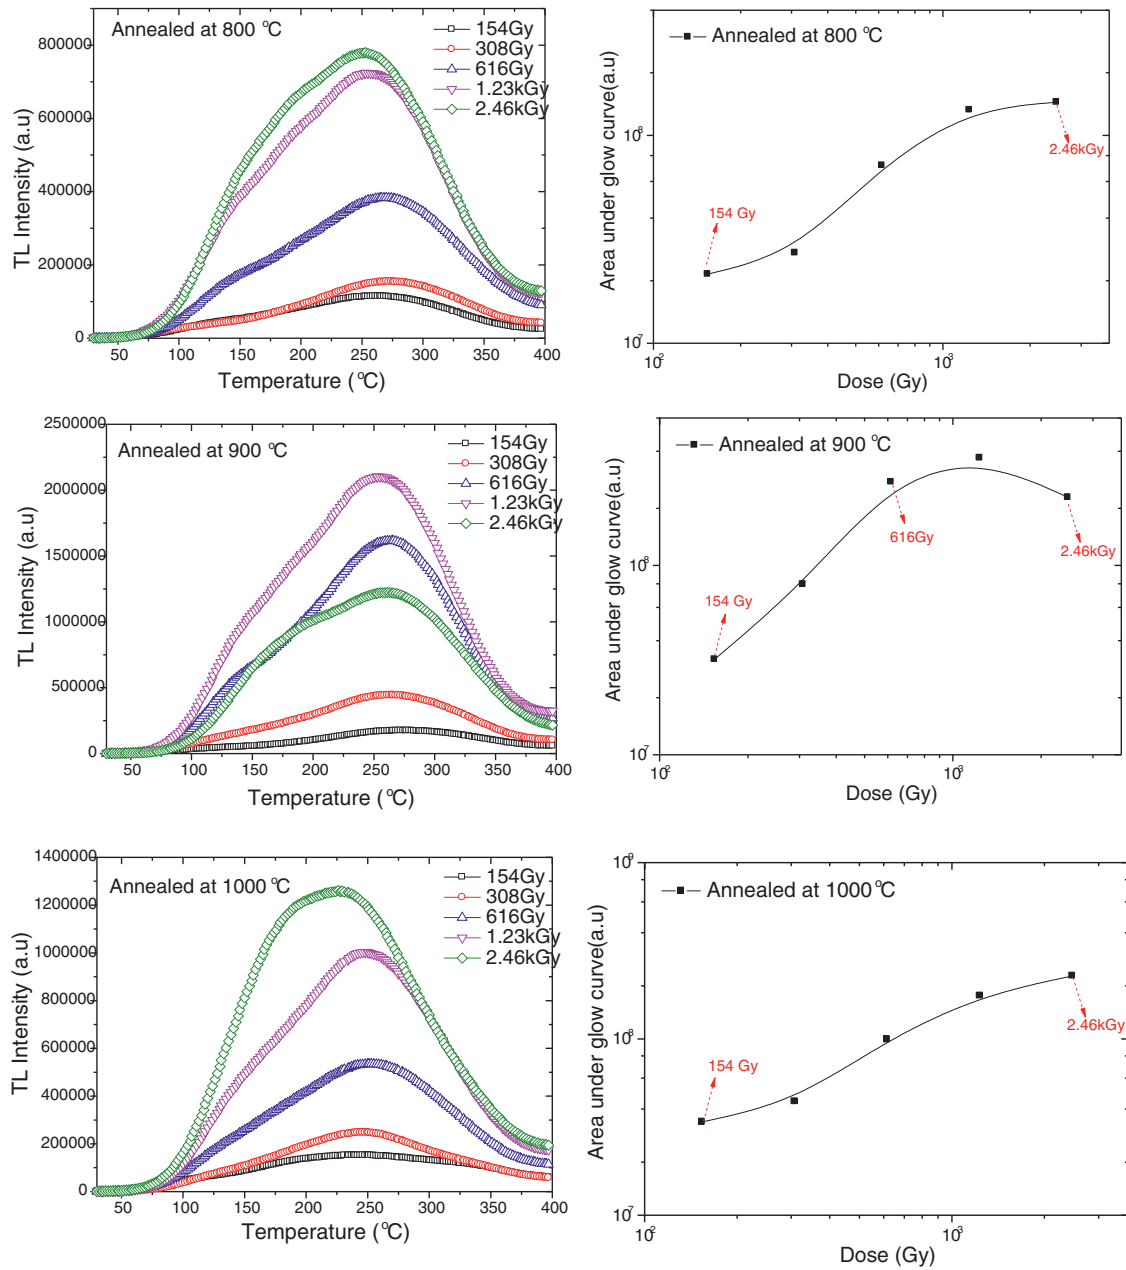 Annealed at 800 °C
154Gy
308Gy
616Gy
1.23kGy
2.46kGy
800000
600000
400000
200000
0
TL Intensity (a.u)
50 100 150 200 250 300 350 400
Temperature (°C)
Annealed at 800 °C
Area under glow curve(a.u)
10⁸
10⁷
154 Gy
2.46kGy
10² 10³
Dose (Gy)
Annealed at 900 °C
154Gy
308Gy
616Gy
1.23kGy
2.46kGy
2500000
2000000
1500000
1000000
500000
0
TL Intensity (a.u)
50 100 150 200 250 300 350 400
Temperature (°C)
Annealed at 900 °C
Area under glow curve(a.u)
10⁸
10⁷
154 Gy
616Gy
2.46kGy
10² 10³
Dose (Gy)
Annealed at 1000 °C
154Gy
308Gy
616Gy
1.23kGy
2.46kGy
1400000
1200000
1000000
800000
600000
400000
200000
0
TL Intensity (a.u)
50 100 150 200 250 300 350 400
Temperature (°C)
Annealed at 1000 °C
Area under glow curve(a.u)
10⁹
10⁸
10⁷
154 Gy
2.46kGy
10² 10³
Dose (Gy)